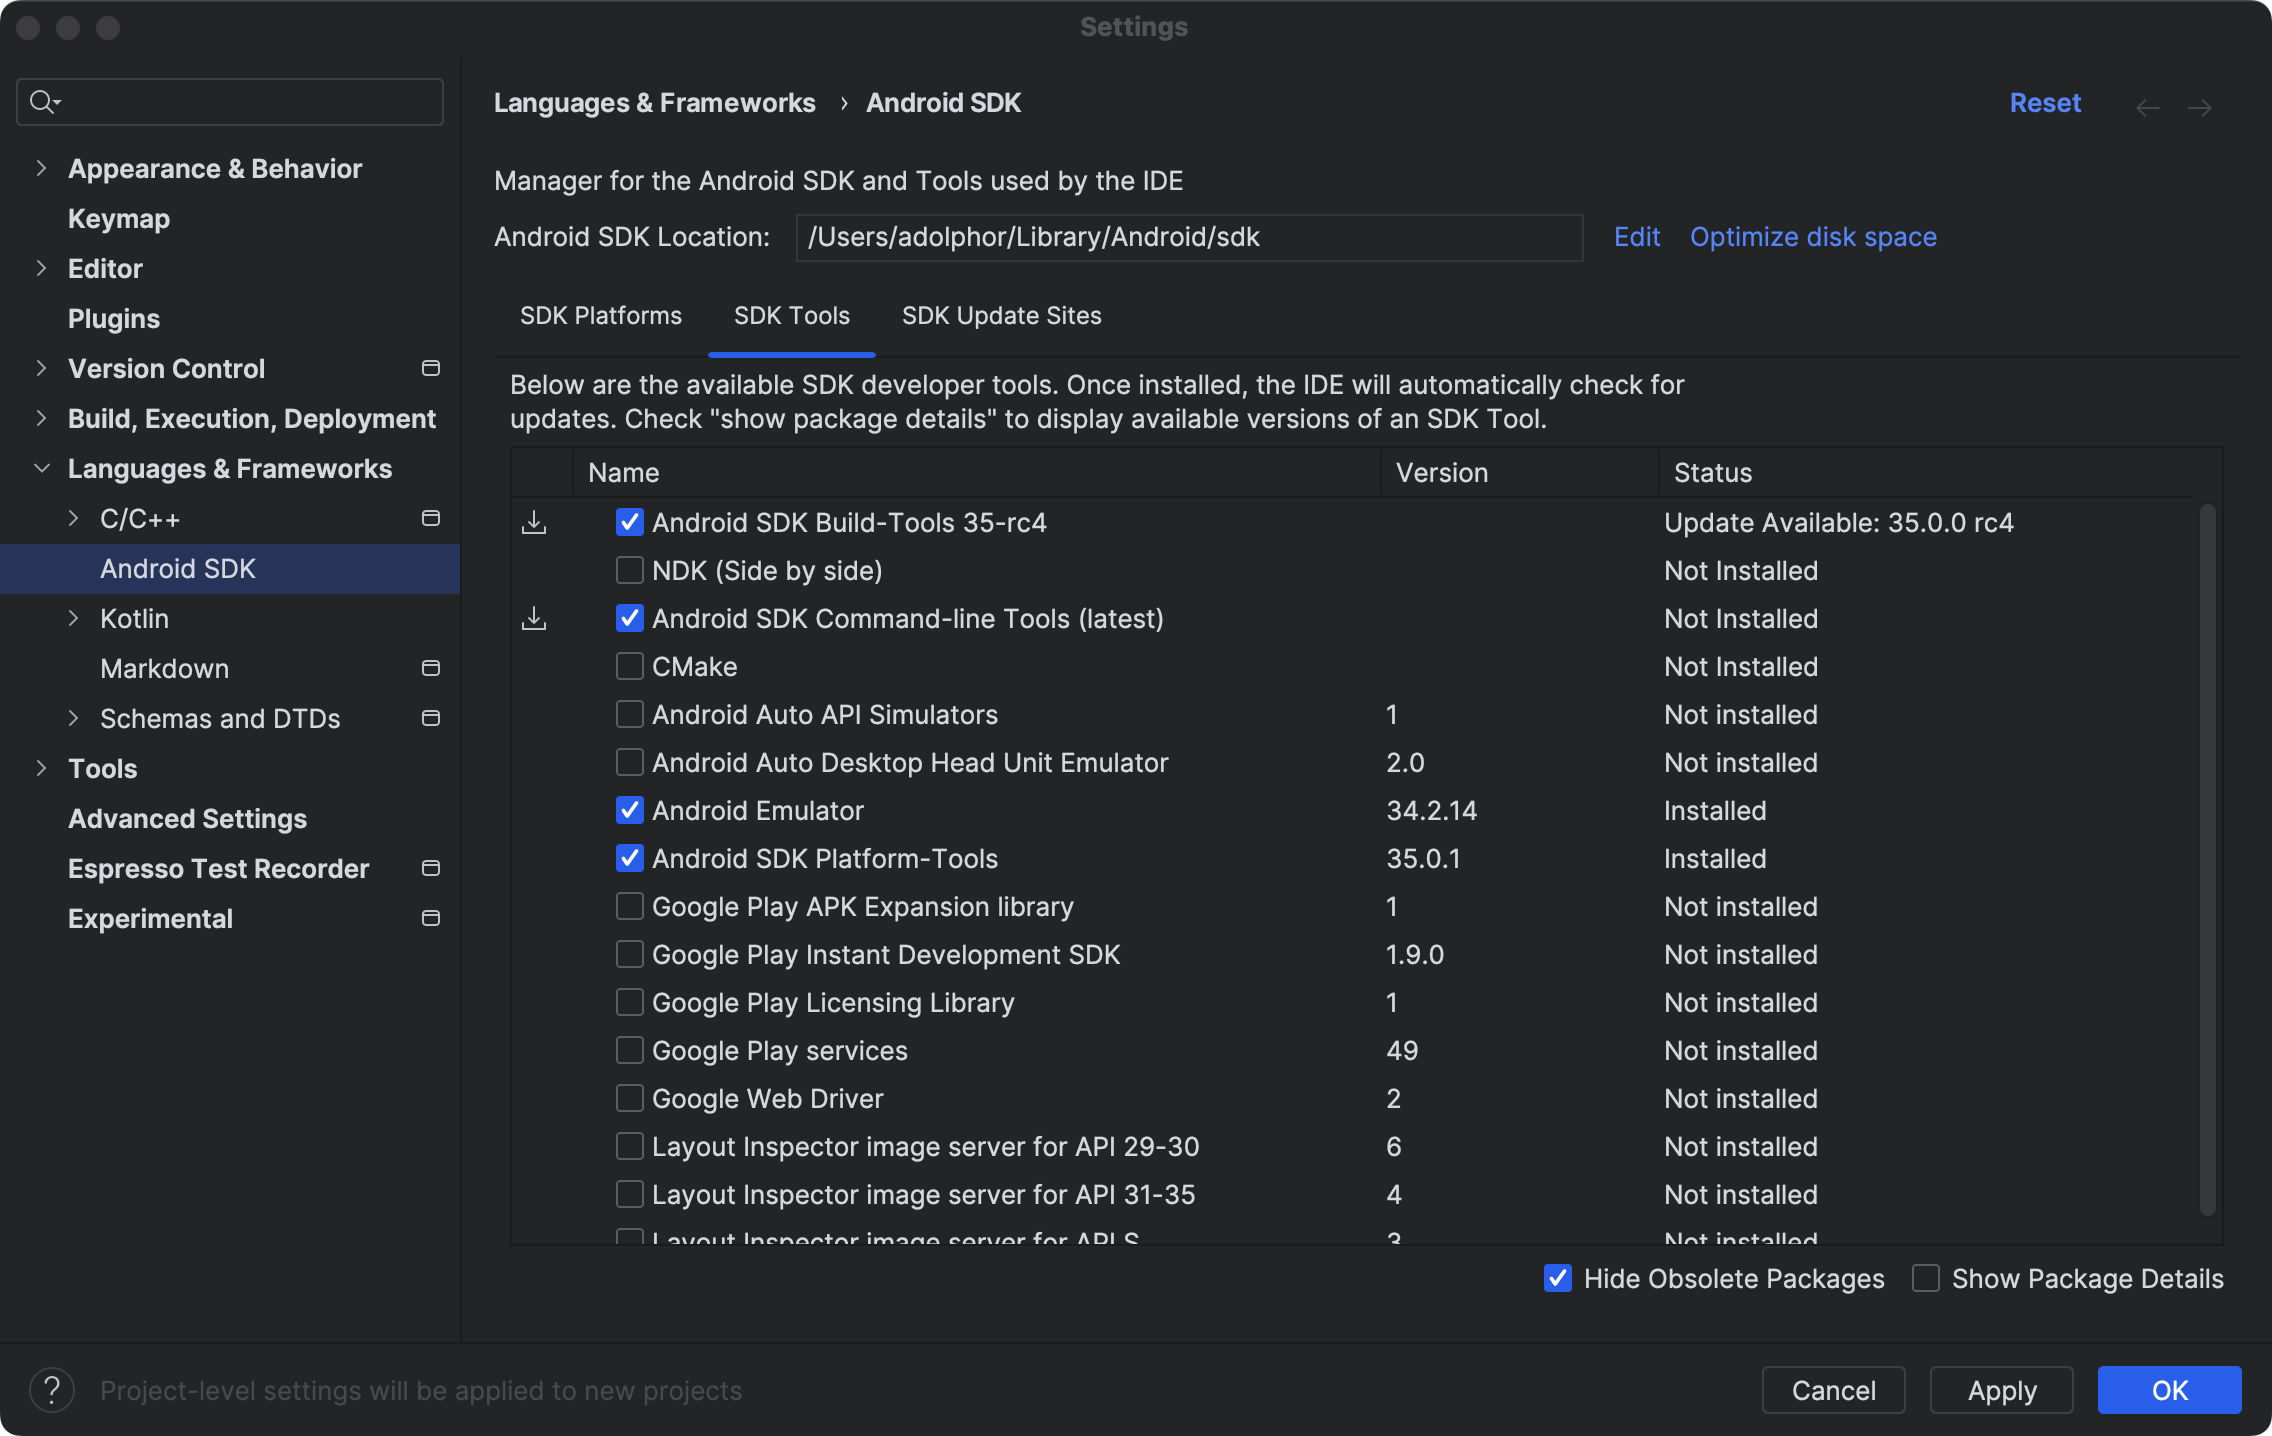 Settings
Languages & Frameworks › Android SDK
Reset
Appearance & Behavior
Keymap
Editor
Plugins
Version Control
Build, Execution, Deployment
Languages & Frameworks
C/C++
Android SDK
Kotlin
Markdown
Schemas and DTDs
Tools
Advanced Settings
Espresso Test Recorder
Experimental
Manager for the Android SDK and Tools used by the IDE
Android SDK Location: /Users/adolphor/Library/Android/sdk Edit Optimize disk space
SDK Platforms SDK Tools SDK Update Sites
Below are the available SDK developer tools. Once installed, the IDE will automatically check for
updates. Check "show package details" to display available versions of an SDK Tool.
Name Version Status
Android SDK Build-Tools 35-rc4 Update Available: 35.0.0 rc4
NDK (Side by side) Not Installed
Android SDK Command-line Tools (latest) Not Installed
CMake Not Installed
Android Auto API Simulators 1 Not installed
Android Auto Desktop Head Unit Emulator 2.0 Not installed
Android Emulator 34.2.14 Installed
Android SDK Platform-Tools 35.0.1 Installed
Google Play APK Expansion library 1 Not installed
Google Play Instant Development SDK 1.9.0 Not installed
Google Play Licensing Library 1 Not installed
Google Play services 49 Not installed
Google Web Driver 2 Not installed
Layout Inspector image server for API 29-30 6 Not installed
Layout Inspector image server for API 31-35 4 Not installed
Layout Inspector image server for API S 3 Not installed
Hide Obsolete Packages Show Package Details
? Project-level settings will be applied to new projects
Cancel Apply OK